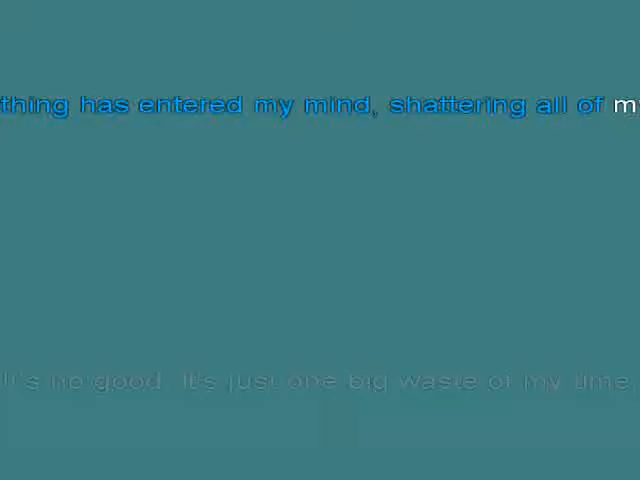 thing has entered my mind, shattering all of my
It's no good. It's just one big waste of my time.